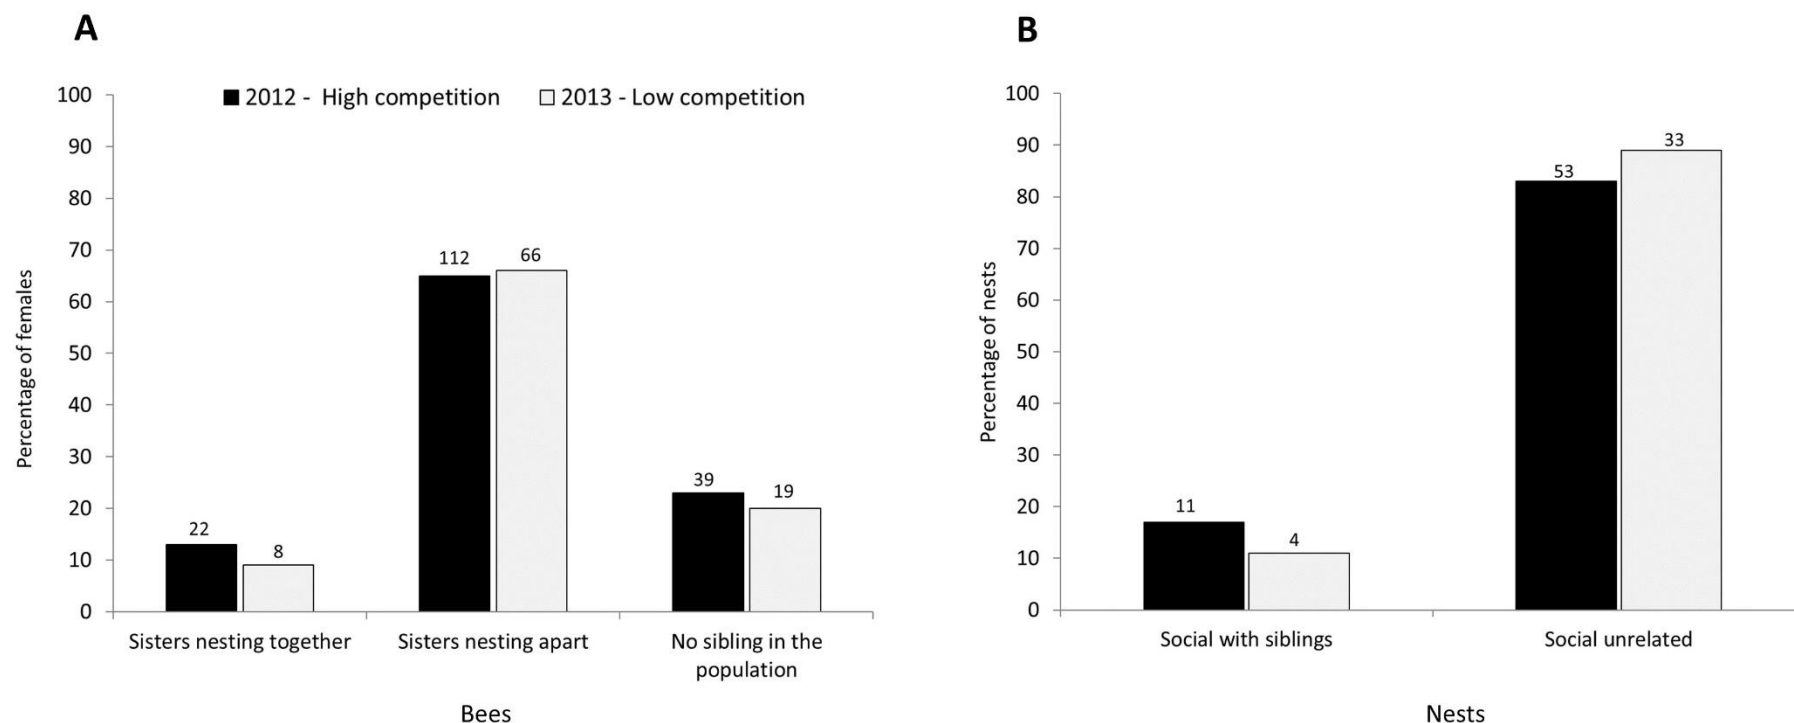 A
2012 - High competition
2013 - Low competition
100
90
80
70
60
50
40
30
20
10
0
Percentage of females
22
8
112
66
39
19
Sisters nesting together
Sisters nesting apart
No sibling in the
population
Bees
B
100
90
80
70
60
50
40
30
20
10
0
Percentage of nests
11
4
53
33
Social with siblings
Social unrelated
Nests